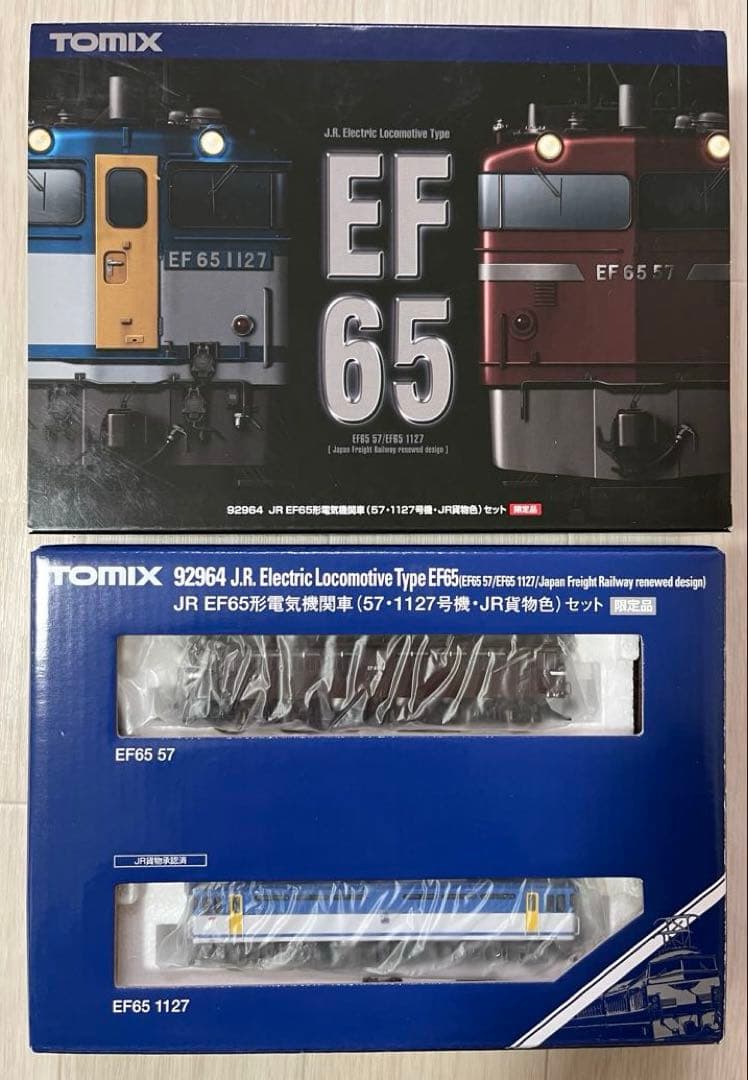 TOMIX
J.R. Electric Locomotive Type
EF
65
EF 65 1127
EF 65 57
EF65 57/EF65 1127
[ Japan Freight Railway renewed design ]
92964 JR EF65形電気機関車(57・1127号機・JR貨物色)セット 限定品
TOMIX 92964 J.R. Electric Locomotive Type EF65(EF65 57/EF65 1127/Japan Freight Railway renewed design)
JR EF65形電気機関車(57・1127号機・JR貨物色)セット 限定品
EF65 57
JR貨物承認済
EF65 1127